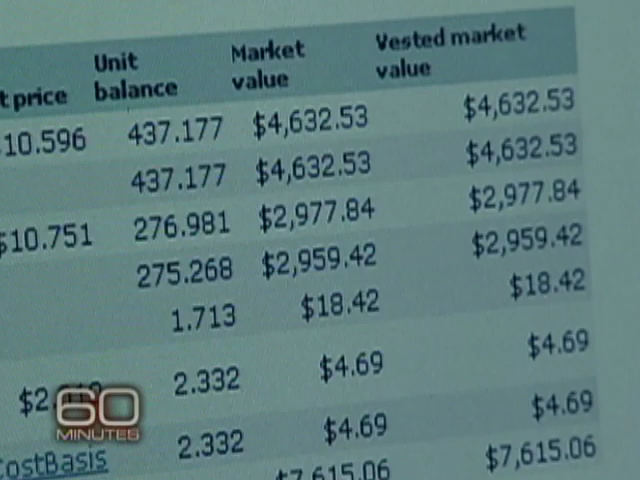 Unit Market Vested market
t price balance value value
$10.596 437.177 $4,632.53 $4,632.53
437.177 $4,632.53 $4,632.53
$10.751 276.981 $2,977.84 $2,977.84
275.268 $2,959.42 $2,959.42
1.713 $18.42 $18.42
2.332 $4.69 $4.69
60
MINUTES
2.332 $4.69 $4.69
CostBasis $7,615.06 $7,615.06